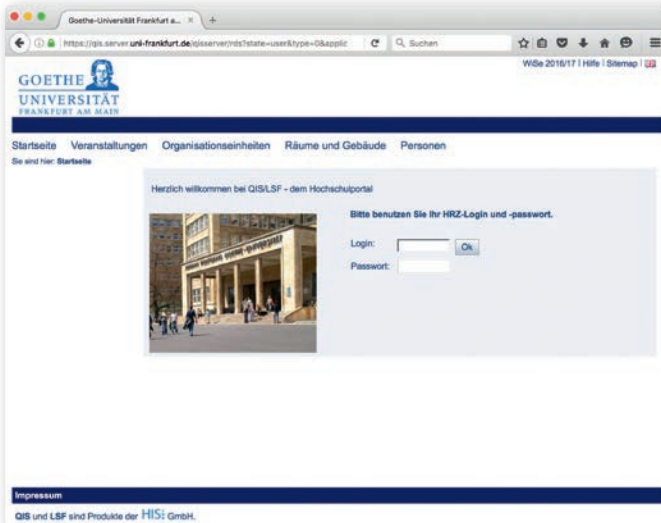 Goethe-Universität Frankfurt a...
https://qis.server.uni-frankfurt.de/qisserver/rds?state=user&type=0&applic
Suchen
WiSe 2016/17 | Hilfe | Sitemap |
GOETHE
UNIVERSITÄT
FRANKFURT AM MAIN
Startseite Veranstaltungen Organisationseinheiten Räume und Gebäude Personen
Sie sind hier: Startseite
Herzlich willkommen bei QIS/LSF - dem Hochschulportal
Bitte benutzen Sie Ihr HRZ-Login und -passwort.
Login:
Ok
Passwort:
Impressum
QIS und LSF sind Produkte der HIS: GmbH.